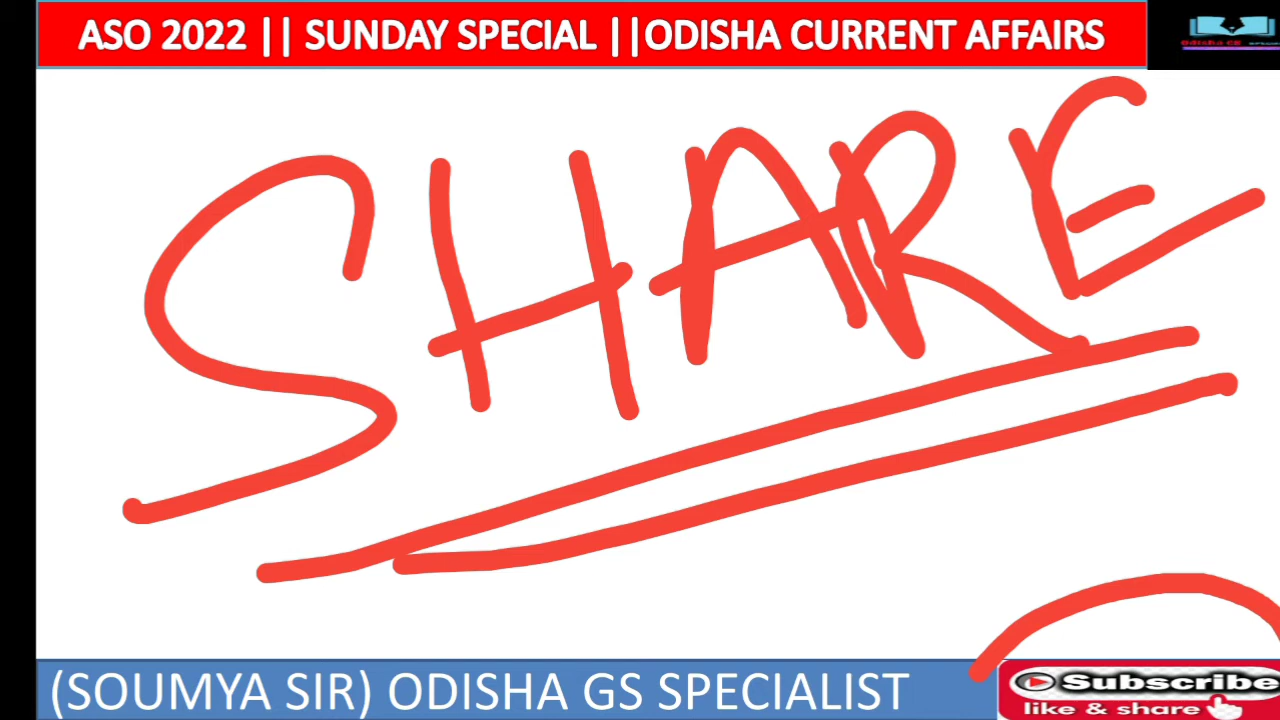 ASO 2022 || SUNDAY SPECIAL ||ODISHA CURRENT AFFAIRS
SHARE
(SOUMYA SIR) ODISHA GS SPECIALIST
Subscribe
like & share